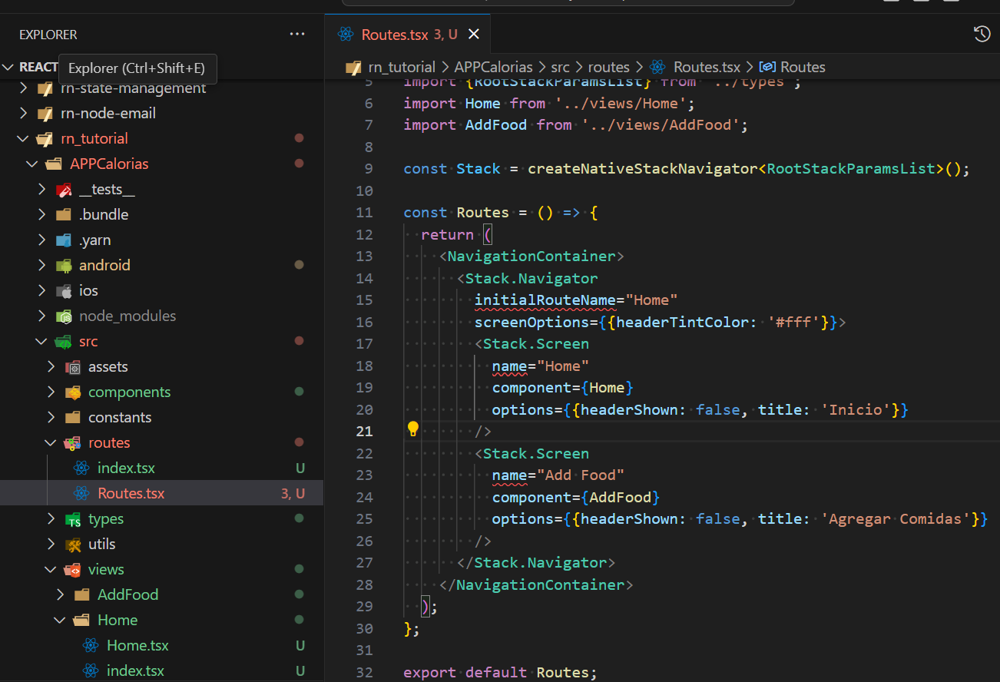 EXPLORER
REACT
Explorer (Ctrl+Shift+E)
rn-state-management
rn-node-email
rn_tutorial
APPCalorias
__tests__
.bundle
.yarn
android
ios
node_modules
src
assets
components
constants
routes
index.tsx U
Routes.tsx 3, U
types
utils
views
AddFood
Home
Home.tsx U
index.tsx U
Routes.tsx 3, U
rn_tutorial > APPCalorias > src > routes > Routes.tsx > Routes
5 import {RootStackParamsList} from '../types';
6 import Home from '../views/Home';
7 import AddFood from '../views/AddFood';
8
9 const Stack = createNativeStackNavigator<RootStackParamsList>();
10
11 const Routes = () => {
12 return (
13 <NavigationContainer>
14 <Stack.Navigator
15 initialRouteName="Home"
16 screenOptions={{headerTintColor: '#fff'}}>
17 <Stack.Screen
18 name="Home"
19 component={Home}
20 options={{headerShown: false, title: 'Inicio'}}
21 />
22 <Stack.Screen
23 name="Add Food"
24 component={AddFood}
25 options={{headerShown: false, title: 'Agregar Comidas'}}
26 />
27 </Stack.Navigator>
28 </NavigationContainer>
29 );
30 };
31
32 export default Routes;